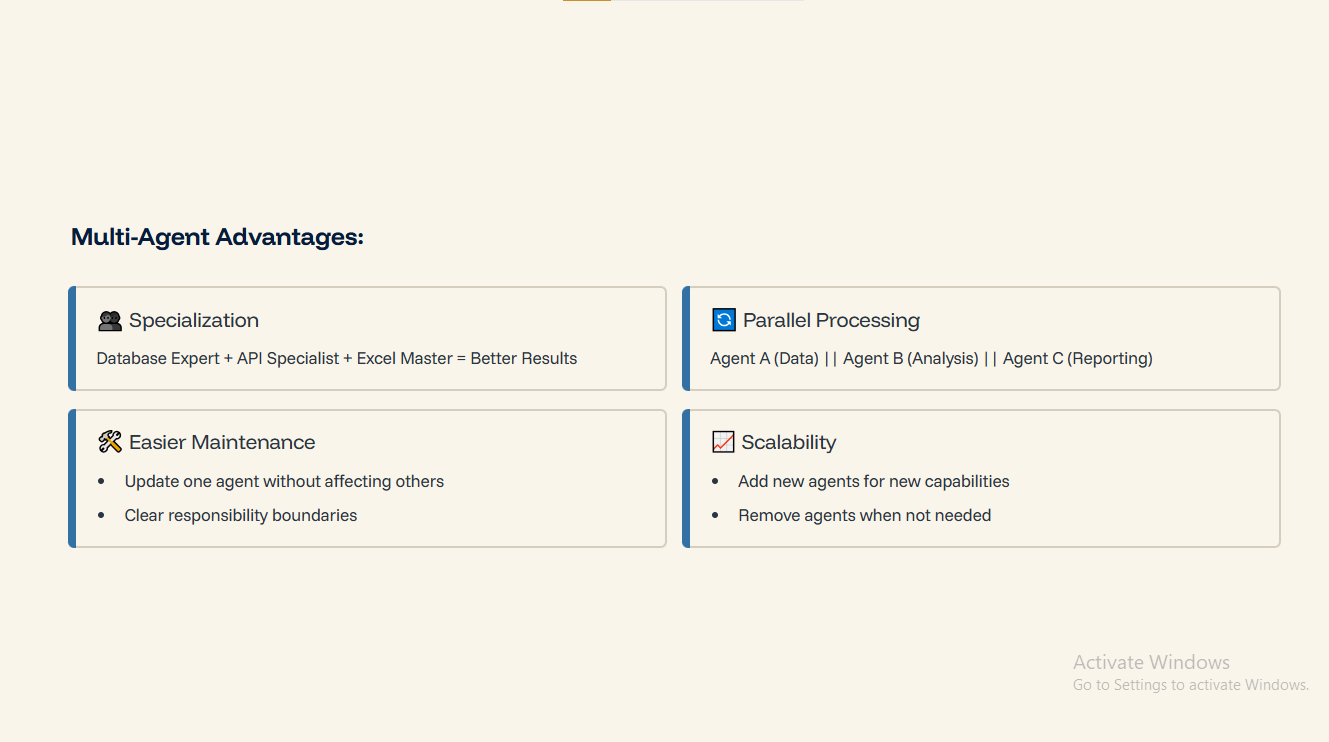 Multi-Agent Advantages:
Specialization
Database Expert + API Specialist + Excel Master = Better Results
Parallel Processing
Agent A (Data) || Agent B (Analysis) || Agent C (Reporting)
Easier Maintenance
• Update one agent without affecting others
• Clear responsibility boundaries
Scalability
• Add new agents for new capabilities
• Remove agents when not needed
Activate Windows
Go to Settings to activate Windows.